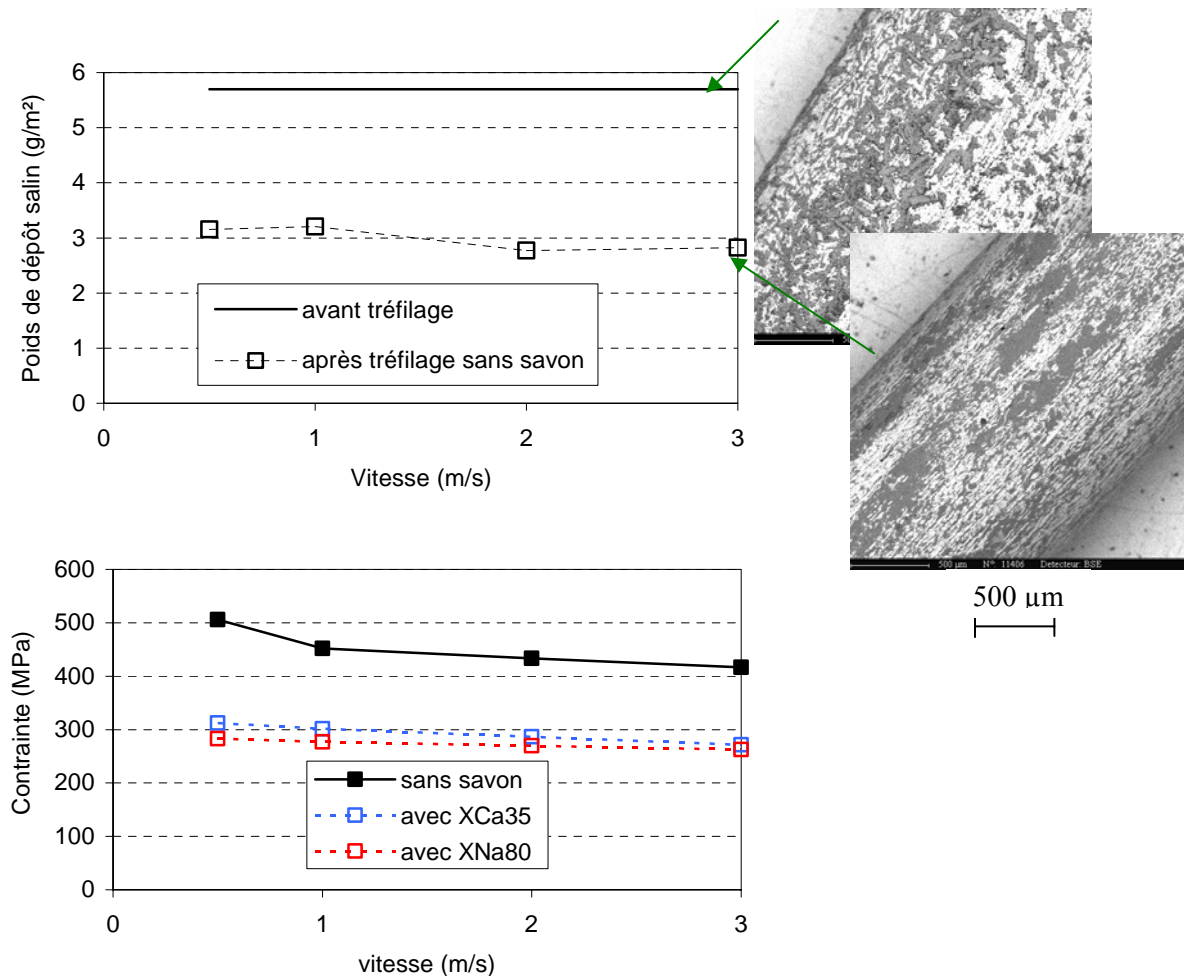 6
5
4
3
2
1
0
Poids de dépôt salin (g/m²)
avant tréfilage
après tréfilage sans savon
0 1 2 3
Vitesse (m/s)
500 µm N°: 11406 Detecteur: BSE
500 µm
600
500
400
300
200
100
0
Contrainte (MPa)
sans savon
avec XCa35
avec XNa80
0 1 2 3
vitesse (m/s)